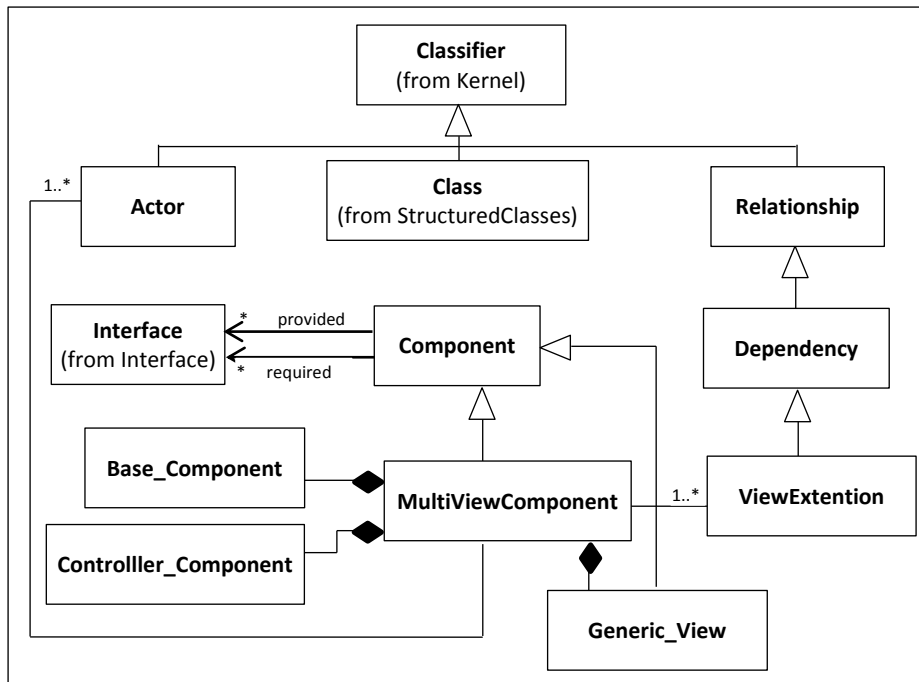 Classifier
(from Kernel)
1..*
Actor
Class
(from StructuredClasses)
Relationship
Interface
(from Interface)
* provided
* required
Component
Dependency
Base_Component
MultiViewComponent
1..*
ViewExtention
Controlller_Component
Generic_View